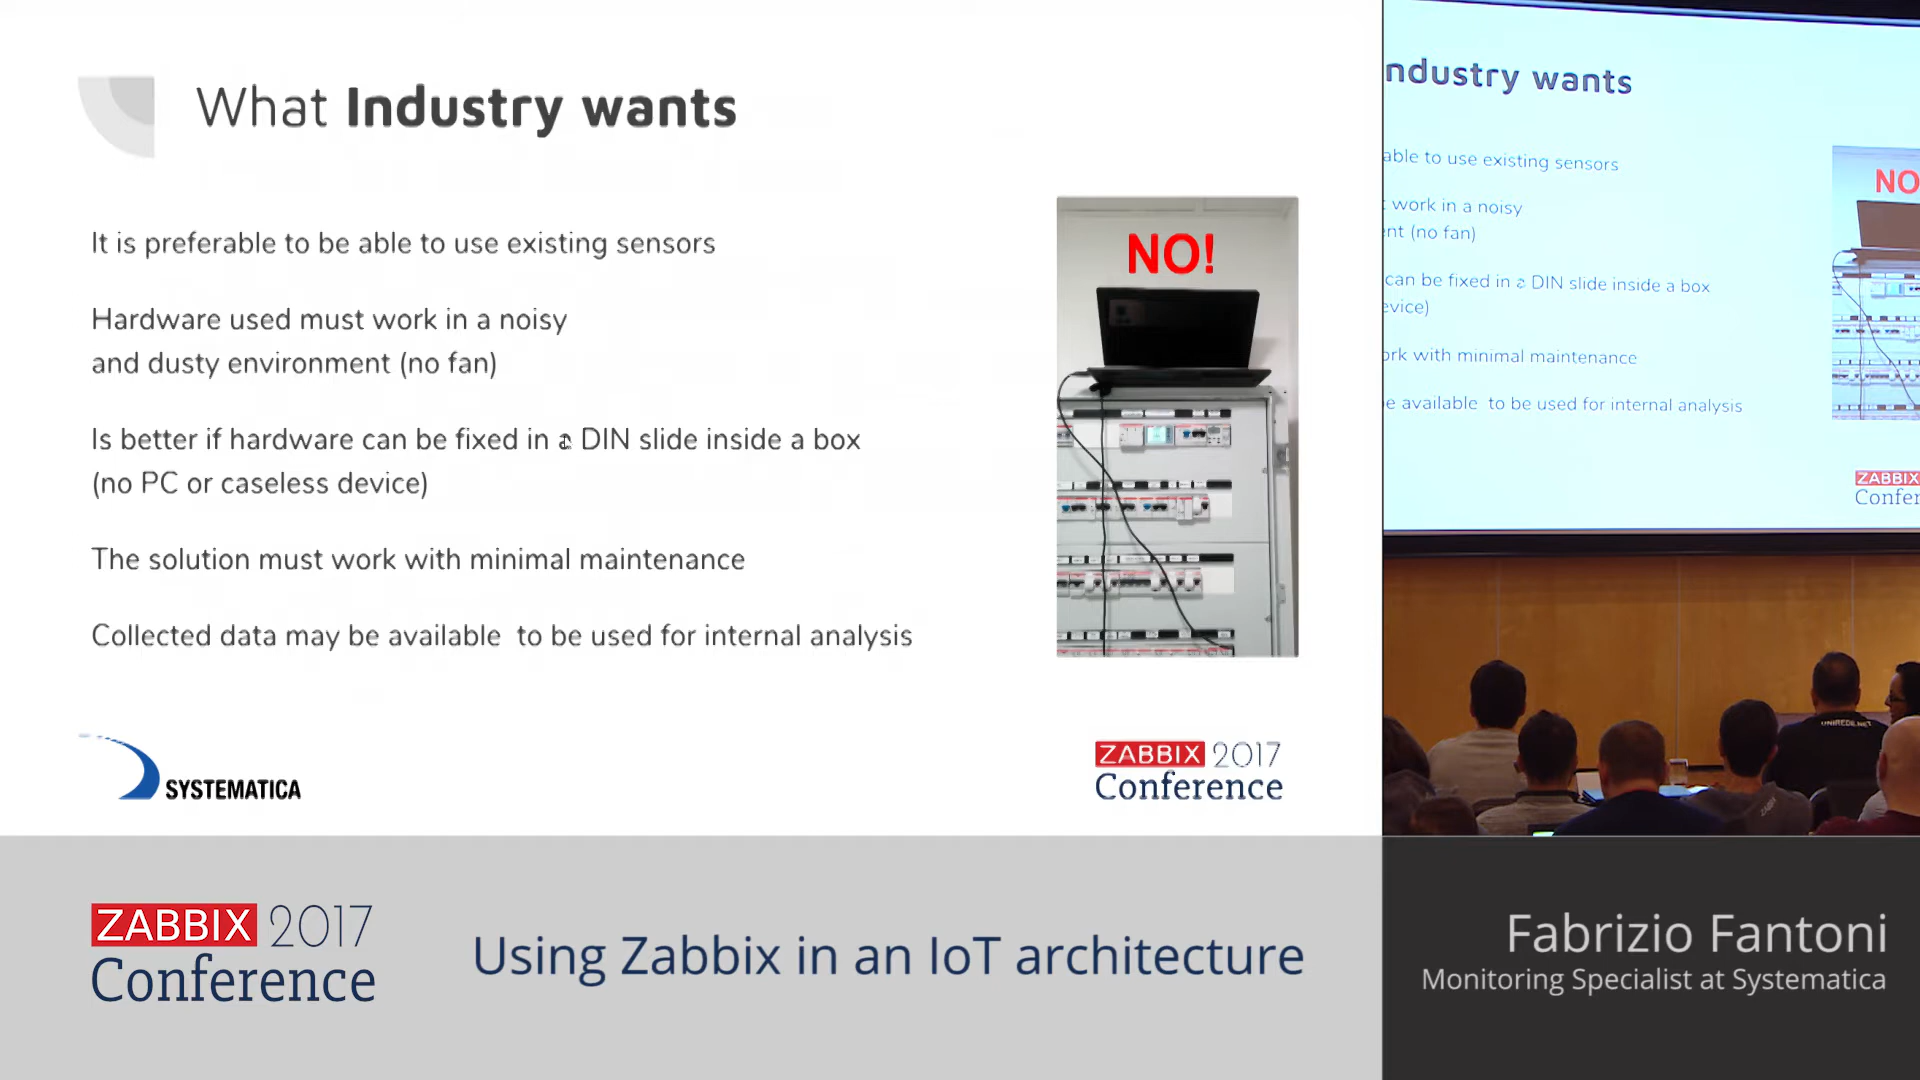 What Industry wants
It is preferable to be able to use existing sensors
Hardware used must work in a noisy
and dusty environment (no fan)
Is better if hardware can be fixed in a DIN slide inside a box
(no PC or caseless device)
The solution must work with minimal maintenance
Collected data may be available to be used for internal analysis
NO!
SYSTEMATICA
ZABBIX 2017
Conference
Industry wants
able to use existing sensors
work in a noisy
(no fan)
can be fixed in a DIN slide inside a box
with minimal maintenance
available to be used for internal analysis
NO
ZABBIX
UNIREDE.NET
ZABBIX 2017
Conference
Using Zabbix in an IoT architecture
Fabrizio Fantoni
Monitoring Specialist at Systematica